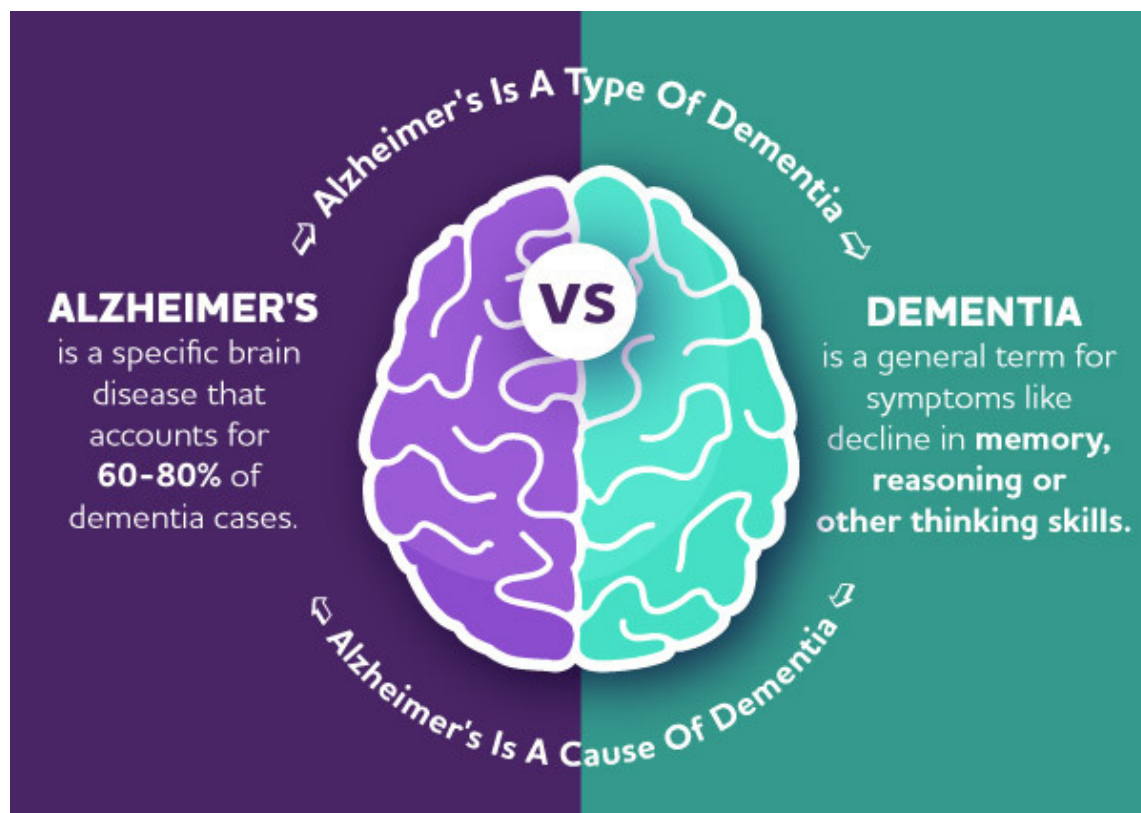 Alzheimer's Is A Type Of Dementia
ALZHEIMER'S
is a specific brain
disease that
accounts for
60-80% of
dementia cases.
VS
DEMENTIA
is a general term for
symptoms like
decline in memory,
reasoning or
other thinking skills.
Alzheimer's Is A Cause Of Dementia